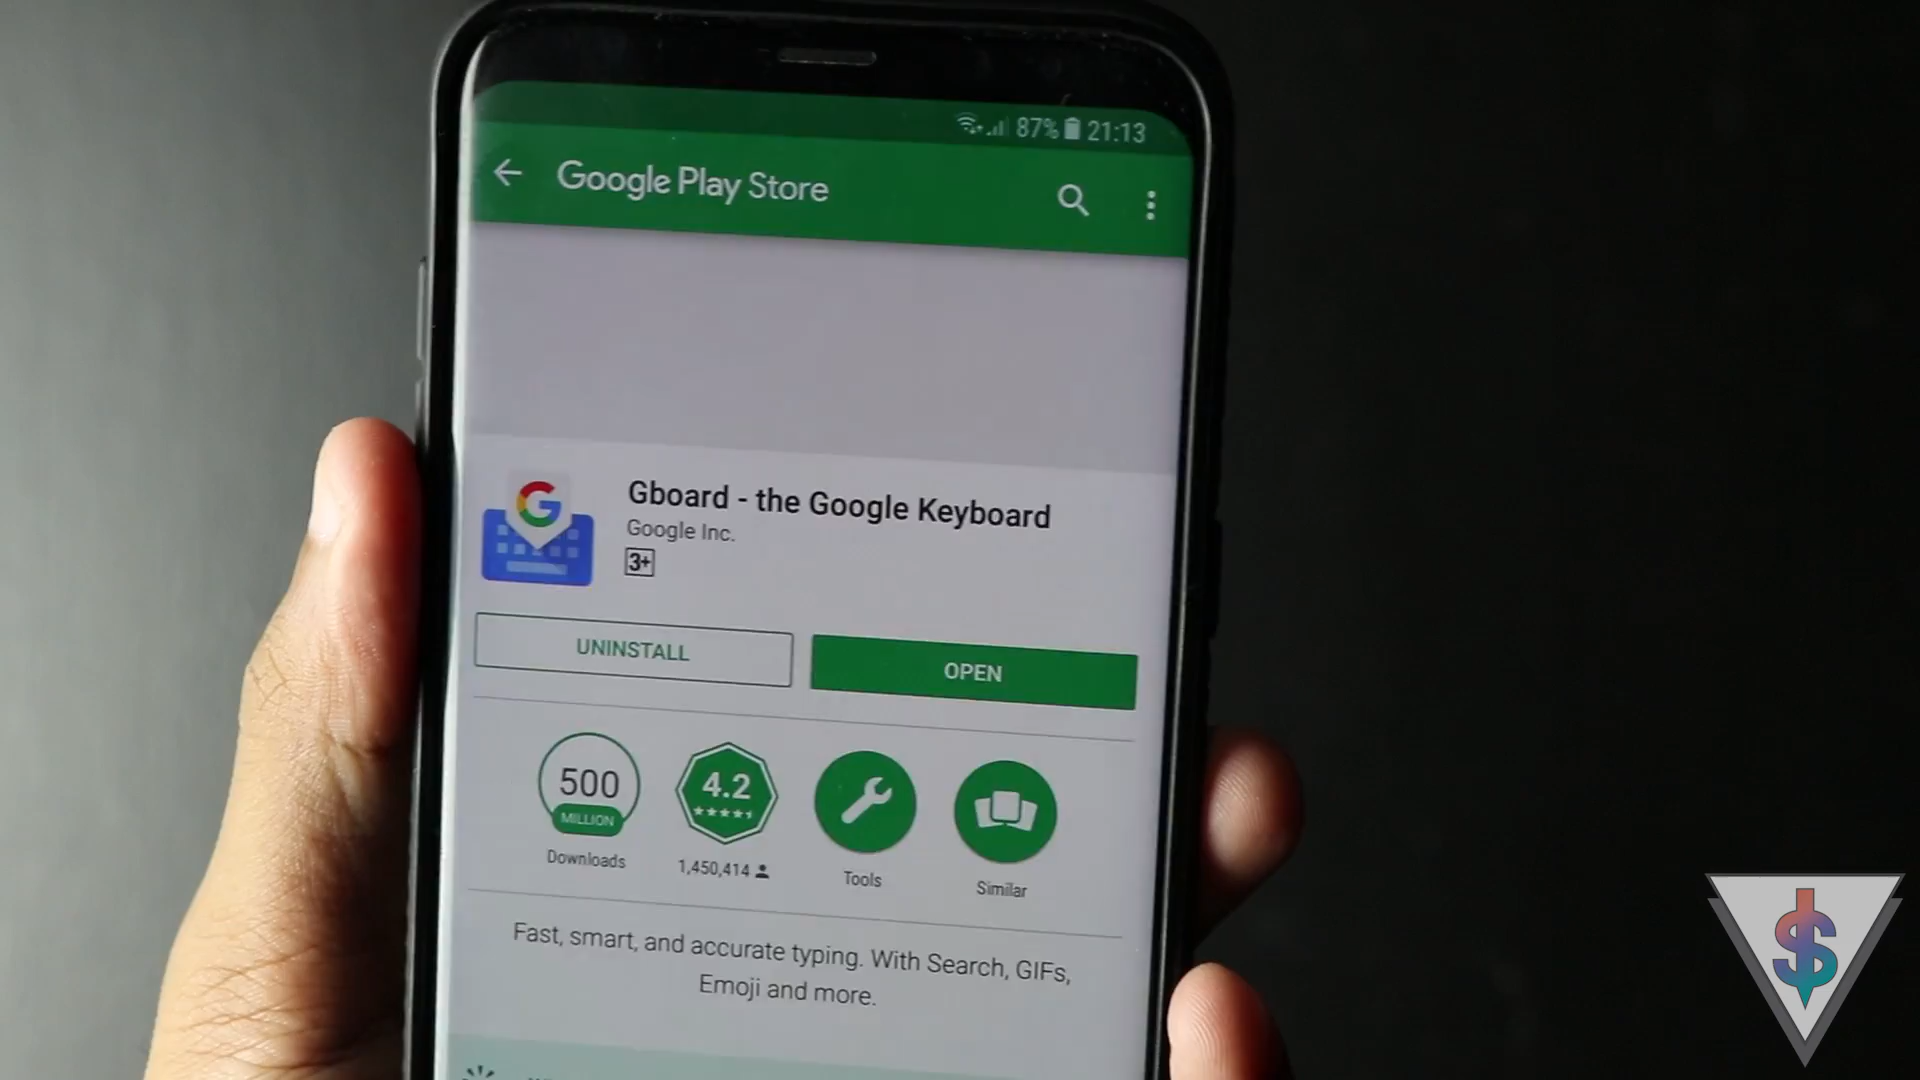 87% 21:13
Google Play Store
Gboard - the Google Keyboard
Google Inc.
3+
UNINSTALL
OPEN
500
MILLION
Downloads
4.2
1,450,414
Tools
Similar
Fast, smart, and accurate typing. With Search, GIFs,
Emoji and more.
$